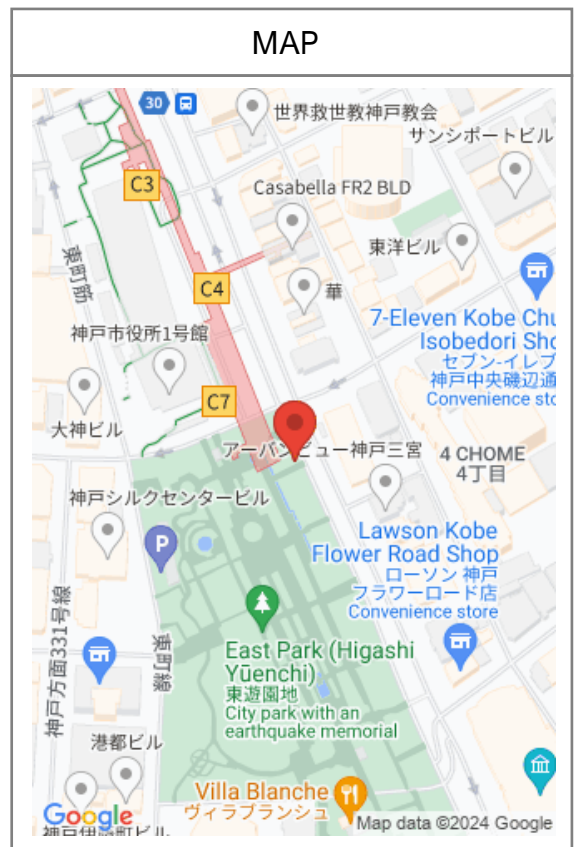 MAP
30
世界救世教神戸教会
サンシポートビル
C3
Casabella FR2 BLD
東洋ビル
東町筋
C4
華
7-Eleven Kobe Chu
Isobedori Sho
セブン-イレブ
神戸中央磯辺通
Convenience sto
神戸市役所1号館
C7
大神ビル
アーバンビュー神戸三宮
4 CHOME
4丁目
神戸シルクセンタービル
P
Lawson Kobe
Flower Road Shop
ローソン 神戸
フラワーロード店
Convenience store
神戸方面331号線
東町線
East Park (Higashi
Yūenchi)
東遊園地
City park with an
earthquake memorial
港都ビル
Villa Blanche
ヴィラブランシュ
Google
Map data ©2024 Google